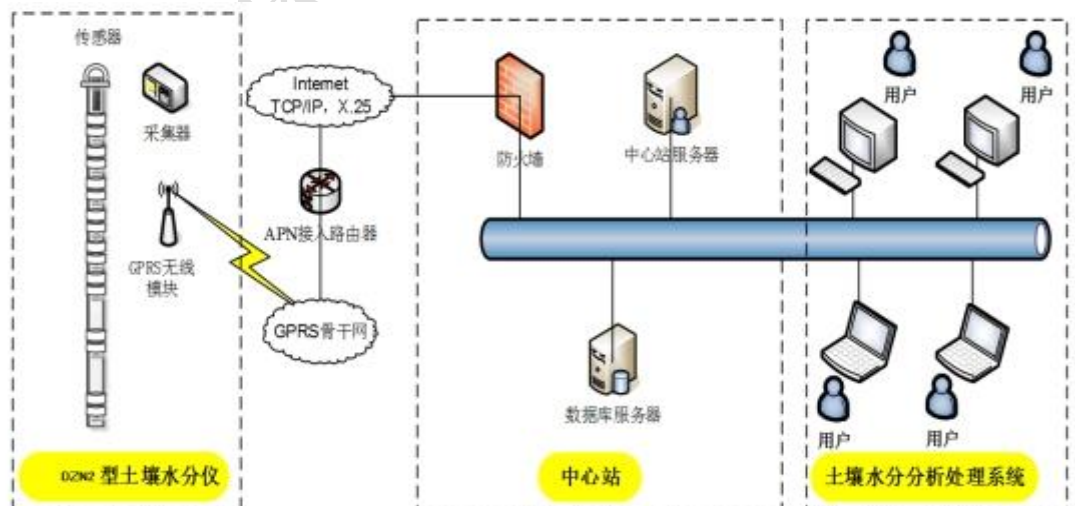 传感器
采集器
GPRS无线
模块
DZN2 型土壤水分仪
Internet
TCP/IP，X.25
APN接入路由器
GPRS骨干网
防火墙
中心站服务器
数据库服务器
中心站
用户
用户
用户
用户
土壤水分分析处理系统